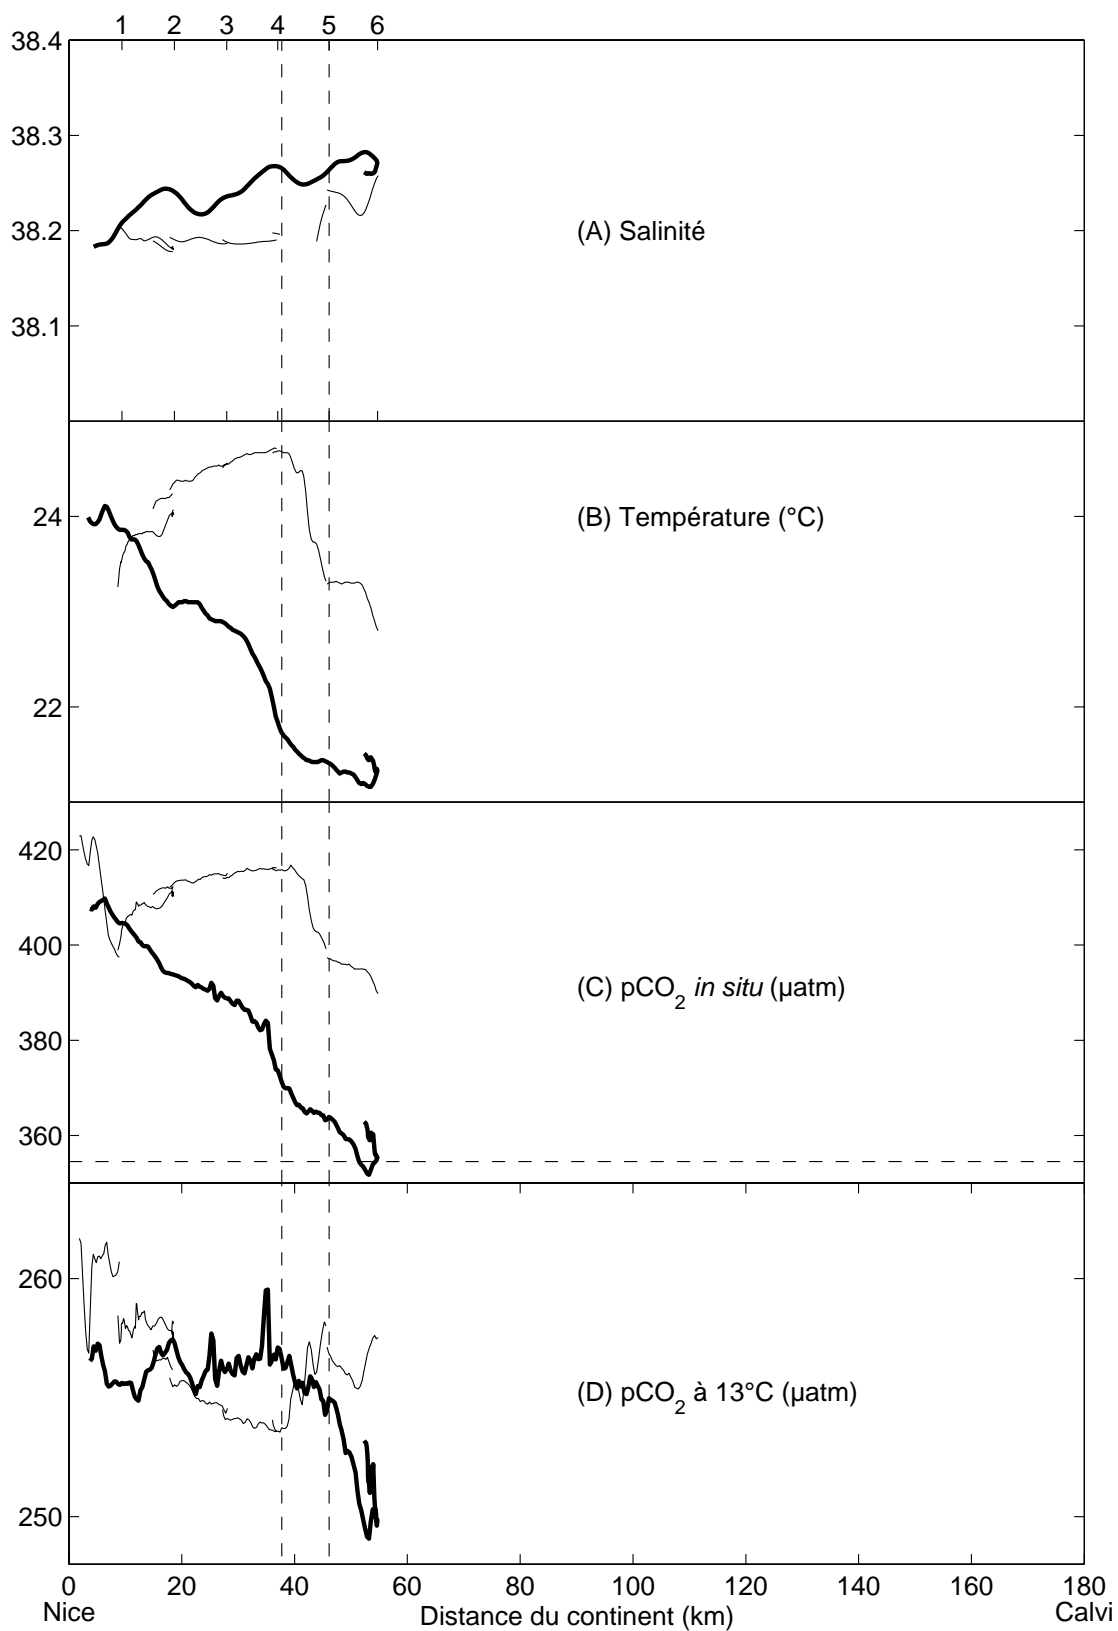 1 2 3 4 5 6
38.4
38.3
38.2
38.1
(A) Salinité
24
22
(B) Température (°C)
420
400
380
360
(C) pCO2 in situ (µatm)
260
250
(D) pCO2 à 13°C (µatm)
0 20 40 60 80 100 120 140 160 180
Nice Distance du continent (km) Calvi